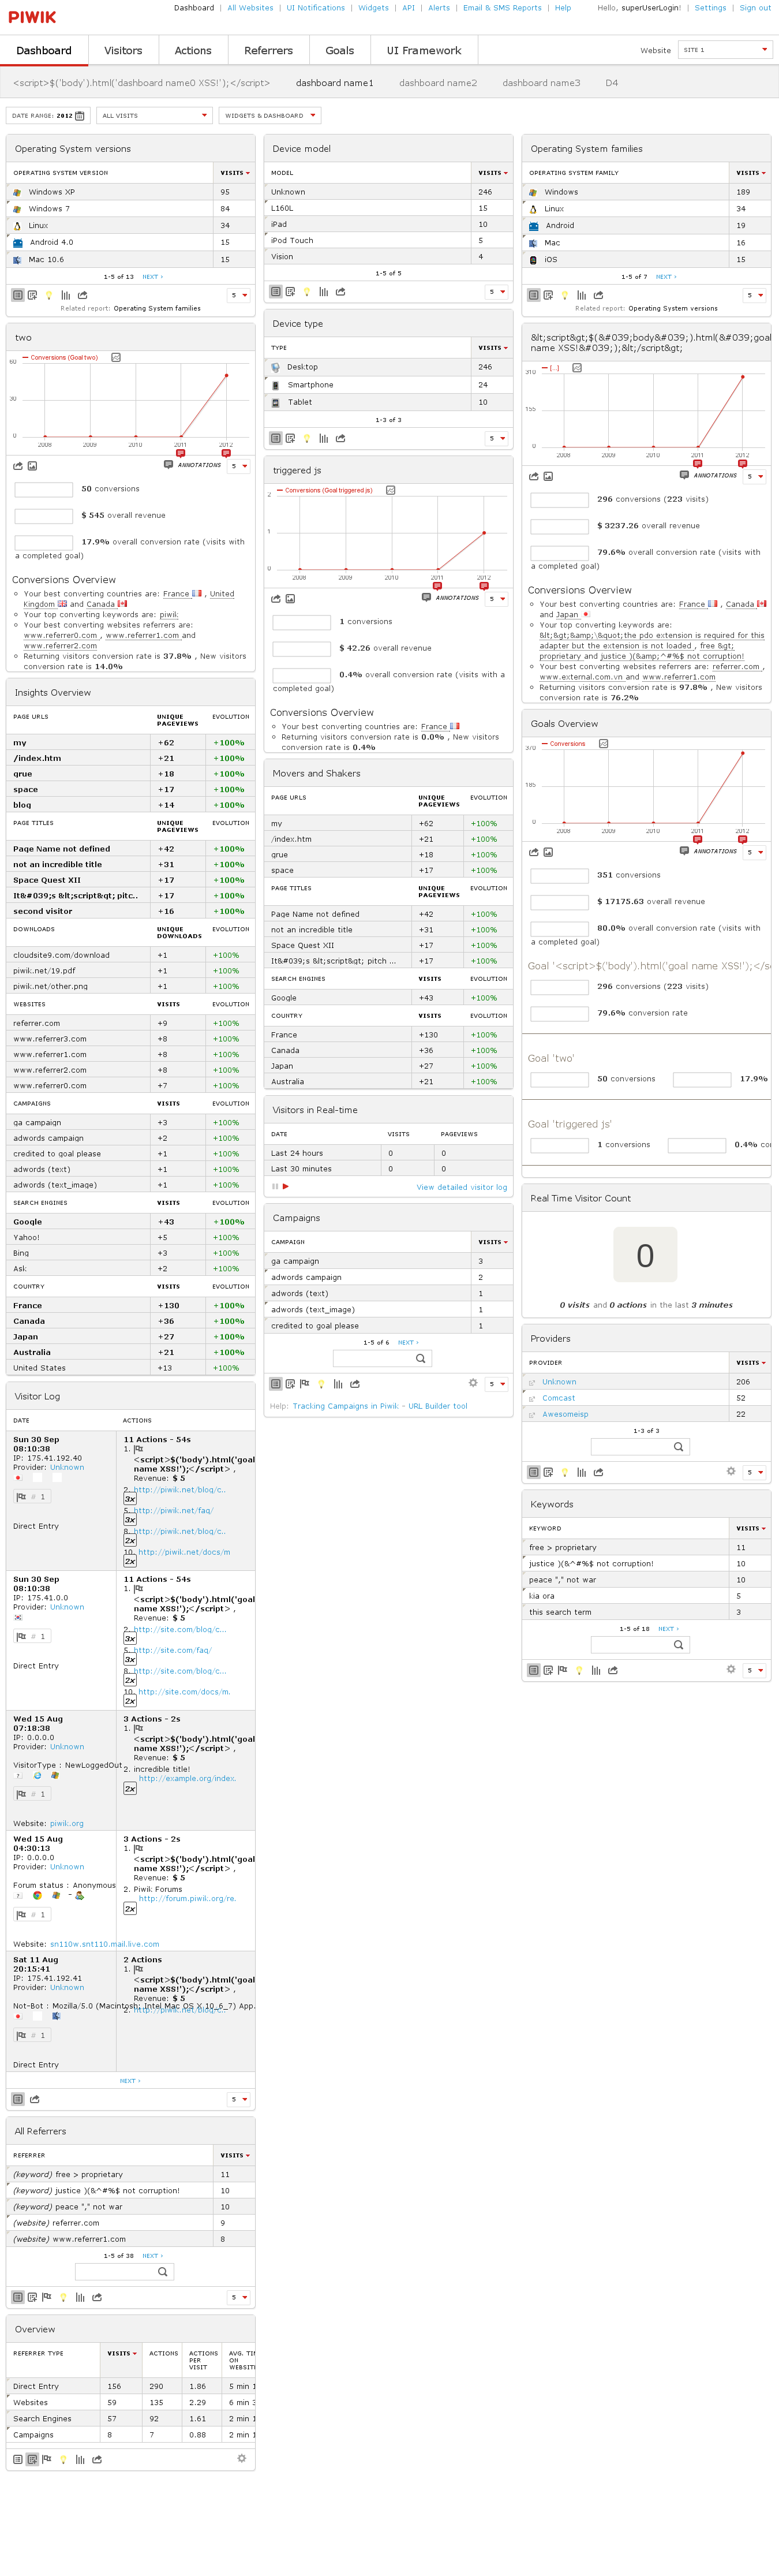 PIWIK
Dashboard | All Websites | UI Notifications | Widgets | API | Alerts | Email & SMS Reports | Help Hello, superUserLogin! | Settings | Sign out
Dashboard Visitors Actions Referrers Goals UI Framework Website SITE 1
<script>$('body').html('dashboard name0 XSS!');</script> dashboard name1 dashboard name2 dashboard name3 D4
DATE RANGE: 2012 ALL VISITS WIDGETS & DASHBOARD
Operating System versions
OPERATING SYSTEM VERSION VISITS
Windows XP 95
Windows 7 84
Linux 34
Android 4.0 15
Mac 10.6 15
1-5 of 13 NEXT ›
5
Related report: Operating System families
two
Conversions (Goal two)
60
30
0
2008 2009 2010 2011 2012
ANNOTATIONS 5
50 conversions
$ 545 overall revenue
17.9% overall conversion rate (visits with
a completed goal)
Conversions Overview
Your best converting countries are: France , United
Kingdom and Canada
Your top converting keywords are: piwik
Your best converting websites referrers are:
www.referrer0.com , www.referrer1.com and
www.referrer2.com
Returning visitors conversion rate is 37.8% , New visitors
conversion rate is 14.0%
Insights Overview
PAGE URLS UNIQUE PAGEVIEWS EVOLUTION
my +62 +100%
/index.htm +21 +100%
grue +18 +100%
space +17 +100%
blog +14 +100%
PAGE TITLES UNIQUE PAGEVIEWS EVOLUTION
Page Name not defined +42 +100%
not an incredible title +31 +100%
Space Quest XII +17 +100%
It&#039;s &lt;script&gt; pitc.. +17 +100%
second visitor +16 +100%
DOWNLOADS UNIQUE DOWNLOADS EVOLUTION
cloudsite9.com/download +1 +100%
piwik.net/19.pdf +1 +100%
piwik.net/other.png +1 +100%
WEBSITES VISITS EVOLUTION
referrer.com +9 +100%
www.referrer3.com +8 +100%
www.referrer1.com +8 +100%
www.referrer2.com +8 +100%
www.referrer0.com +7 +100%
CAMPAIGNS VISITS EVOLUTION
ga campaign +3 +100%
adwords campaign +2 +100%
credited to goal please +1 +100%
adwords (text) +1 +100%
adwords (text_image) +1 +100%
SEARCH ENGINES VISITS EVOLUTION
Google +43 +100%
Yahoo! +5 +100%
Bing +3 +100%
Ask +2 +100%
COUNTRY VISITS EVOLUTION
France +130 +100%
Canada +36 +100%
Japan +27 +100%
Australia +21 +100%
United States +13 +100%
Visitor Log
DATE ACTIONS
Sun 30 Sep
08:10:38
IP: 175.41.192.40
Provider: Unknown
# 1
Direct Entry
11 Actions - 54s
1.
<script>$('body').html('goal
name XSS!');</script> ,
Revenue: $ 5
2. http://piwik.net/blog/c..
3x
5. http://piwik.net/faq/
3x
8. http://piwik.net/blog/c..
2x
10. http://piwik.net/docs/m
2x
Sun 30 Sep
08:10:38
IP: 175.41.0.0
Provider: Unknown
# 1
Direct Entry
11 Actions - 54s
1.
<script>$('body').html('goal
name XSS!');</script> ,
Revenue: $ 5
2. http://site.com/blog/c...
3x
5. http://site.com/faq/
3x
8. http://site.com/blog/c...
2x
10. http://site.com/docs/m.
2x
Wed 15 Aug
07:18:38
IP: 0.0.0.0
Provider: Unknown
VisitorType : NewLoggedOut
# 1
Website: piwik.org
3 Actions - 2s
1.
<script>$('body').html('goal
name XSS!');</script> ,
Revenue: $ 5
2. incredible title!
http://example.org/index.
2x
Wed 15 Aug
04:30:13
IP: 0.0.0.0
Provider: Unknown
Forum status : Anonymous
-
# 1
Website: sn110w.snt110.mail.live.com
3 Actions - 2s
1.
<script>$('body').html('goal
name XSS!');</script> ,
Revenue: $ 5
2. Piwik Forums
http://forum.piwik.org/re.
2x
Sat 11 Aug
20:15:41
IP: 175.41.192.41
Provider: Unknown
Not-Bot : Mozilla/5.0 (Macintosh; Intel Mac OS X 10_6_7) App.
# 1
Direct Entry
2 Actions
1.
<script>$('body').html('goal
name XSS!');</script> ,
Revenue: $ 5
2. http://piwik.net/blog/c..
NEXT ›
5
All Referrers
REFERRER VISITS
(keyword) free > proprietary 11
(keyword) justice )(&^#%$ not corruption! 10
(keyword) peace "," not war 10
(website) referrer.com 9
(website) www.referrer1.com 8
1-5 of 38 NEXT ›
5
Overview
REFERRER TYPE VISITS ACTIONS ACTIONS PER VISIT AVG. TIM ON WEBSITE
Direct Entry 156 290 1.86 5 min 1
Websites 59 135 2.29 6 min 3
Search Engines 57 92 1.61 2 min 1
Campaigns 8 7 0.88 2 min 1
Device model
MODEL VISITS
Unknown 246
L160L 15
iPad 10
iPod Touch 5
Vision 4
1-5 of 5
5
Device type
TYPE VISITS
Desktop 246
Smartphone 24
Tablet 10
1-3 of 3
5
triggered js
Conversions (Goal triggered js)
2
1
0
2008 2009 2010 2011 2012
ANNOTATIONS 5
1 conversions
$ 42.26 overall revenue
0.4% overall conversion rate (visits with a
completed goal)
Conversions Overview
Your best converting countries are: France
Returning visitors conversion rate is 0.0% , New visitors
conversion rate is 0.4%
Movers and Shakers
PAGE URLS UNIQUE PAGEVIEWS EVOLUTION
my +62 +100%
/index.htm +21 +100%
grue +18 +100%
space +17 +100%
PAGE TITLES UNIQUE PAGEVIEWS EVOLUTION
Page Name not defined +42 +100%
not an incredible title +31 +100%
Space Quest XII +17 +100%
It&#039;s &lt;script&gt; pitch ... +17 +100%
SEARCH ENGINES VISITS EVOLUTION
Google +43 +100%
COUNTRY VISITS EVOLUTION
France +130 +100%
Canada +36 +100%
Japan +27 +100%
Australia +21 +100%
Visitors in Real-time
DATE VISITS PAGEVIEWS
Last 24 hours 0 0
Last 30 minutes 0 0
View detailed visitor log
Campaigns
CAMPAIGN VISITS
ga campaign 3
adwords campaign 2
adwords (text) 1
adwords (text_image) 1
credited to goal please 1
1-5 of 6 NEXT ›
5
Help: Tracking Campaigns in Piwik - URL Builder tool
Operating System families
OPERATING SYSTEM FAMILY VISITS
Windows 189
Linux 34
Android 19
Mac 16
iOS 15
1-5 of 7 NEXT ›
5
Related report: Operating System versions
&lt;script&gt;$(&#039;body&#039;).html(&#039;goal
name XSS!&#039;);&lt;/script&gt;
[...]
310
155
0
2008 2009 2010 2011 2012
ANNOTATIONS 5
296 conversions (223 visits)
$ 3237.26 overall revenue
79.6% overall conversion rate (visits with
a completed goal)
Conversions Overview
Your best converting countries are: France , Canada
and Japan
Your top converting keywords are:
&lt;&gt;&amp;\&quot;the pdo extension is required for this
adapter but the extension is not loaded , free &gt;
proprietary and justice )(&amp;^#%$ not corruption!
Your best converting websites referrers are: referrer.com ,
www.external.com.vn and www.referrer1.com
Returning visitors conversion rate is 97.8% , New visitors
conversion rate is 76.2%
Goals Overview
Conversions
370
185
0
2008 2009 2010 2011 2012
ANNOTATIONS 5
351 conversions
$ 17175.63 overall revenue
80.0% overall conversion rate (visits with
a completed goal)
Goal '<script>$('body').html('goal name XSS!');</sc
296 conversions (223 visits)
79.6% conversion rate
Goal 'two'
50 conversions 17.9%
Goal 'triggered js'
1 conversions 0.4% co
Real Time Visitor Count
0
0 visits and 0 actions in the last 3 minutes
Providers
PROVIDER VISITS
Unknown 206
Comcast 52
Awesomeisp 22
1-3 of 3
5
Keywords
KEYWORD VISITS
free > proprietary 11
justice )(&^#%$ not corruption! 10
peace "," not war 10
kia ora 5
this search term 3
1-5 of 18 NEXT ›
5